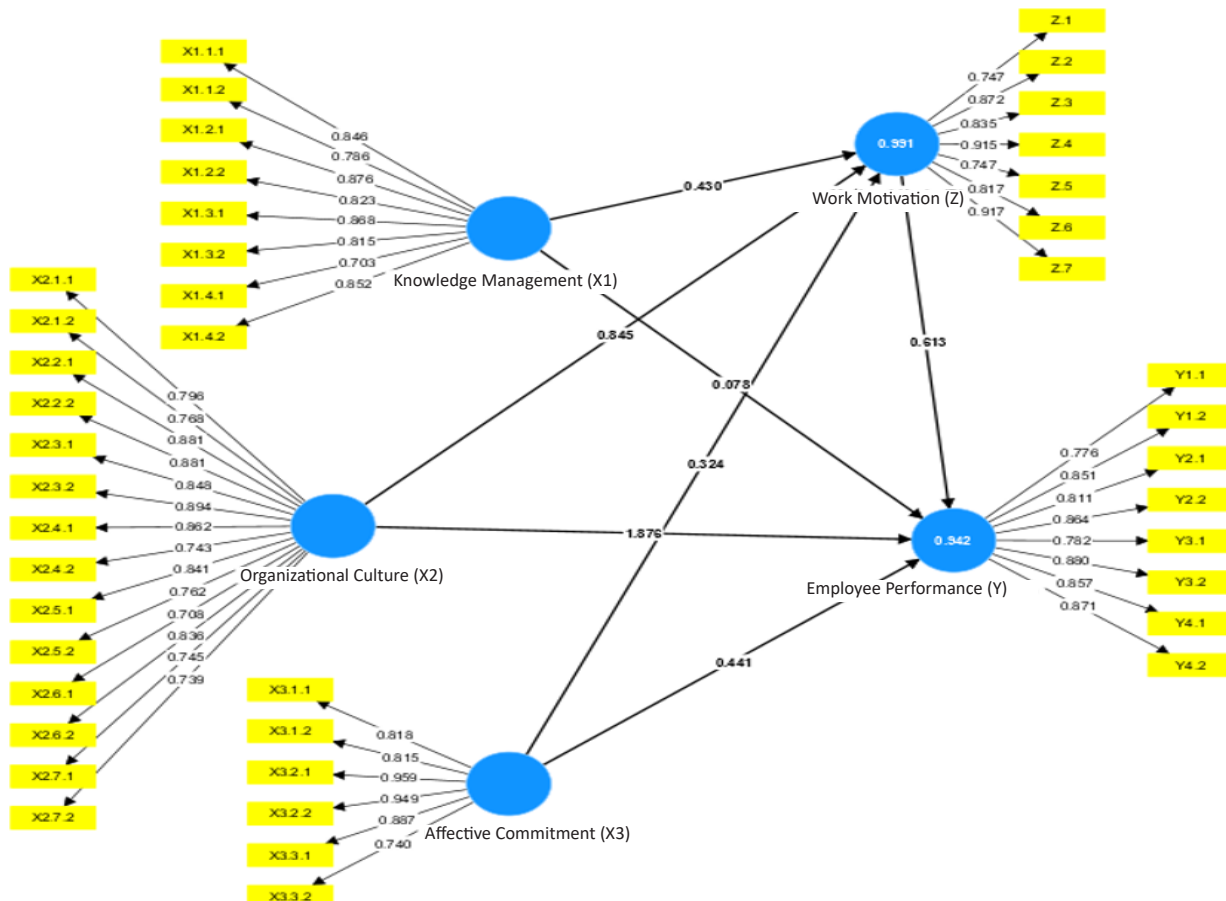 X1.1.1
X1.1.2
X1.2.1
X1.2.2
X1.3.1
X1.3.2
X1.4.1
X1.4.2
0.846
0.786
0.876
0.823
0.868
0.815
0.703
0.852
Knowledge Management (X1)
Z.1
Z.2
Z.3
Z.4
Z.5
Z.6
Z.7
0.747
0.872
0.835
0.915
0.747
0.817
0.917
0.991
Work Motivation (Z)
0.430
0.845
0.078
0.613
0.324
1.876
0.441
X2.1.1
X2.1.2
X2.2.1
X2.2.2
X2.3.1
X2.3.2
X2.4.1
X2.4.2
X2.5.1
X2.5.2
X2.6.1
X2.6.2
X2.7.1
X2.7.2
0.796
0.768
0.881
0.881
0.848
0.894
0.862
0.743
0.841
0.762
0.708
0.836
0.745
0.739
Organizational Culture (X2)
Y1.1
Y1.2
Y2.1
Y2.2
Y3.1
Y3.2
Y4.1
Y4.2
0.776
0.851
0.811
0.864
0.782
0.880
0.857
0.871
0.942
Employee Performance (Y)
X3.1.1
X3.1.2
X3.2.1
X3.2.2
X3.3.1
X3.3.2
0.818
0.815
0.959
0.949
0.887
0.740
Affective Commitment (X3)